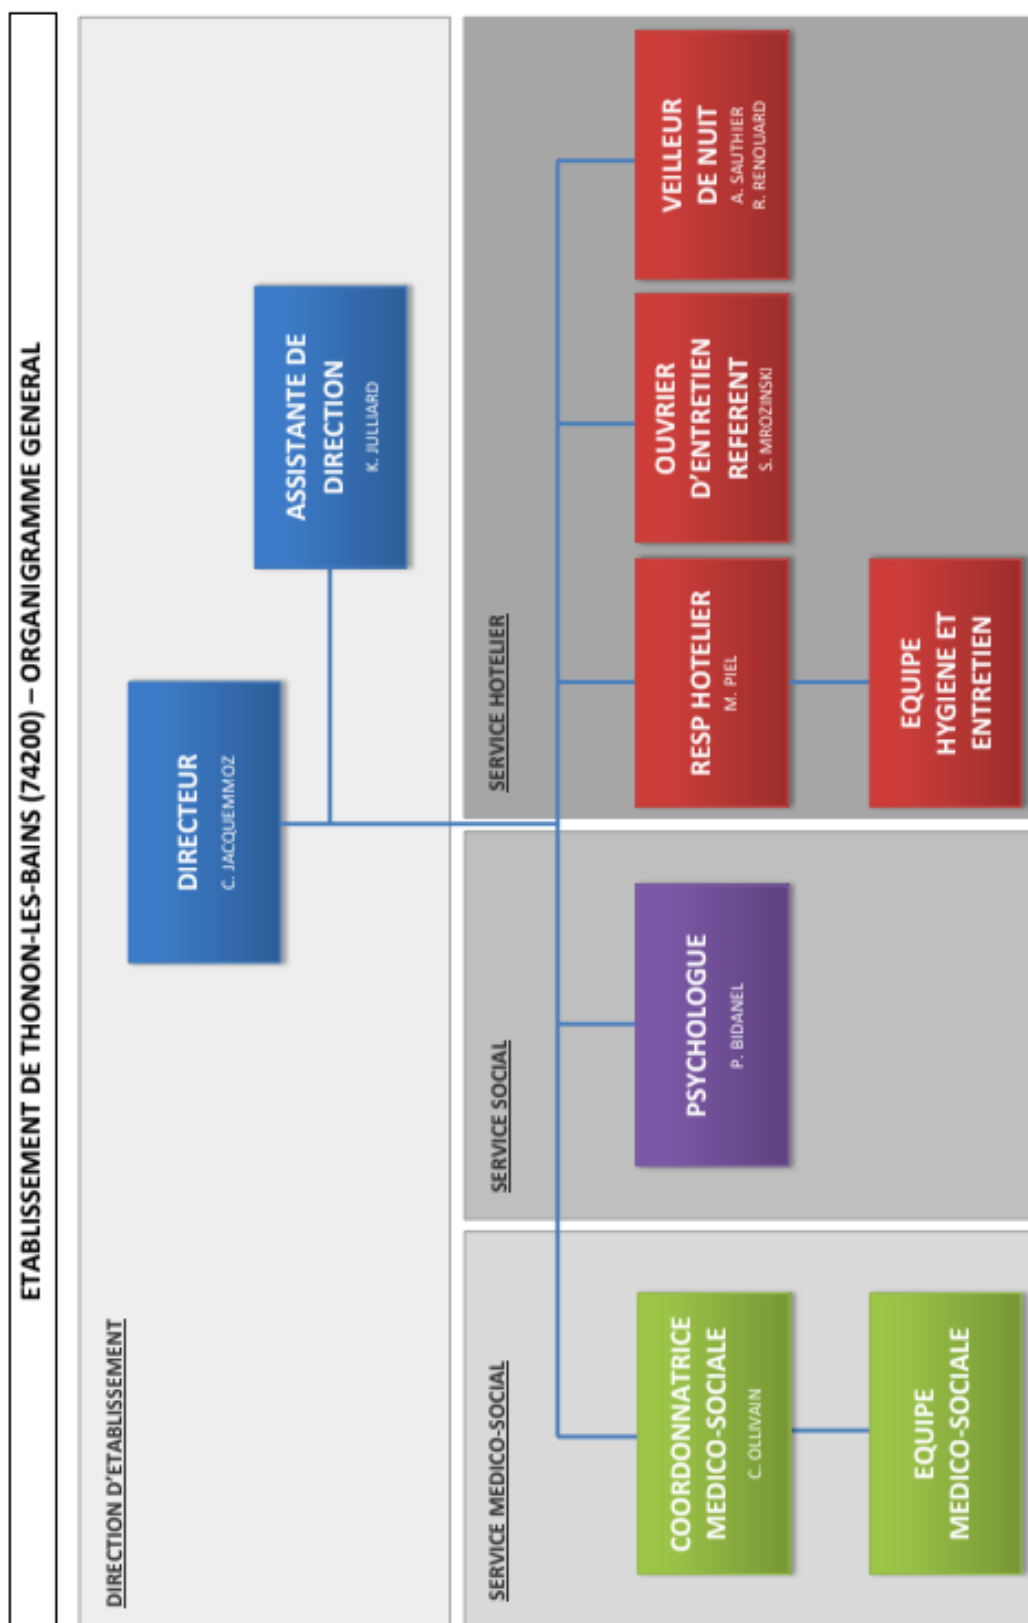 ETABLISSEMENT DE THONON-LES-BAINS (74200) – ORGANIGRAMME GENERAL
DIRECTION D'ETABLISSEMENT
DIRECTEUR
C. JACQUEMMOZ
ASSISTANTE DE
DIRECTION
K. JULLIARD
SERVICE MEDICO-SOCIAL
COORDONNATRICE
MEDICO-SOCIALE
C. OLLIVAIN
EQUIPE
MEDICO-SOCIALE
SERVICE SOCIAL
PSYCHOLOGUE
P. BIDANEL
SERVICE HOTELIER
RESP HOTELIER
M. PIEL
EQUIPE
HYGIENE ET
ENTRETIEN
OUVRIER
D'ENTRETIEN
REFERENT
S. MROZINSKI
VEILLEUR
DE NUIT
A. SAUTHIER
R. RENOUARD